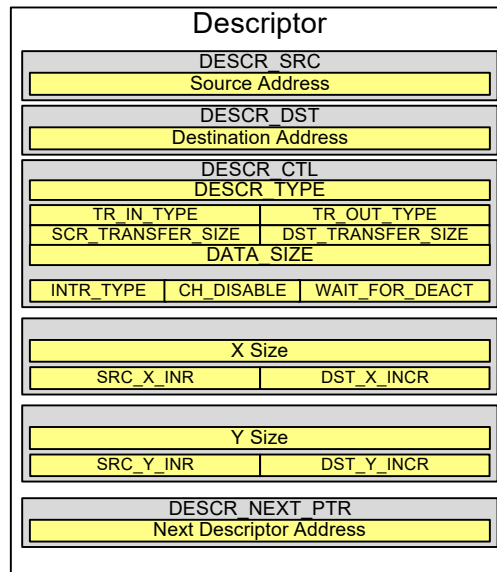 Descriptor
DESCR_SRC
Source Address
DESCR_DST
Destination Address
DESCR_CTL
DESCR_TYPE
TR_IN_TYPE TR_OUT_TYPE
SCR_TRANSFER_SIZE DST_TRANSFER_SIZE
DATA_SIZE
INTR_TYPE CH_DISABLE WAIT_FOR_DEACT
X Size
SRC_X_INR DST_X_INCR
Y Size
SRC_Y_INR DST_Y_INCR
DESCR_NEXT_PTR
Next Descriptor Address